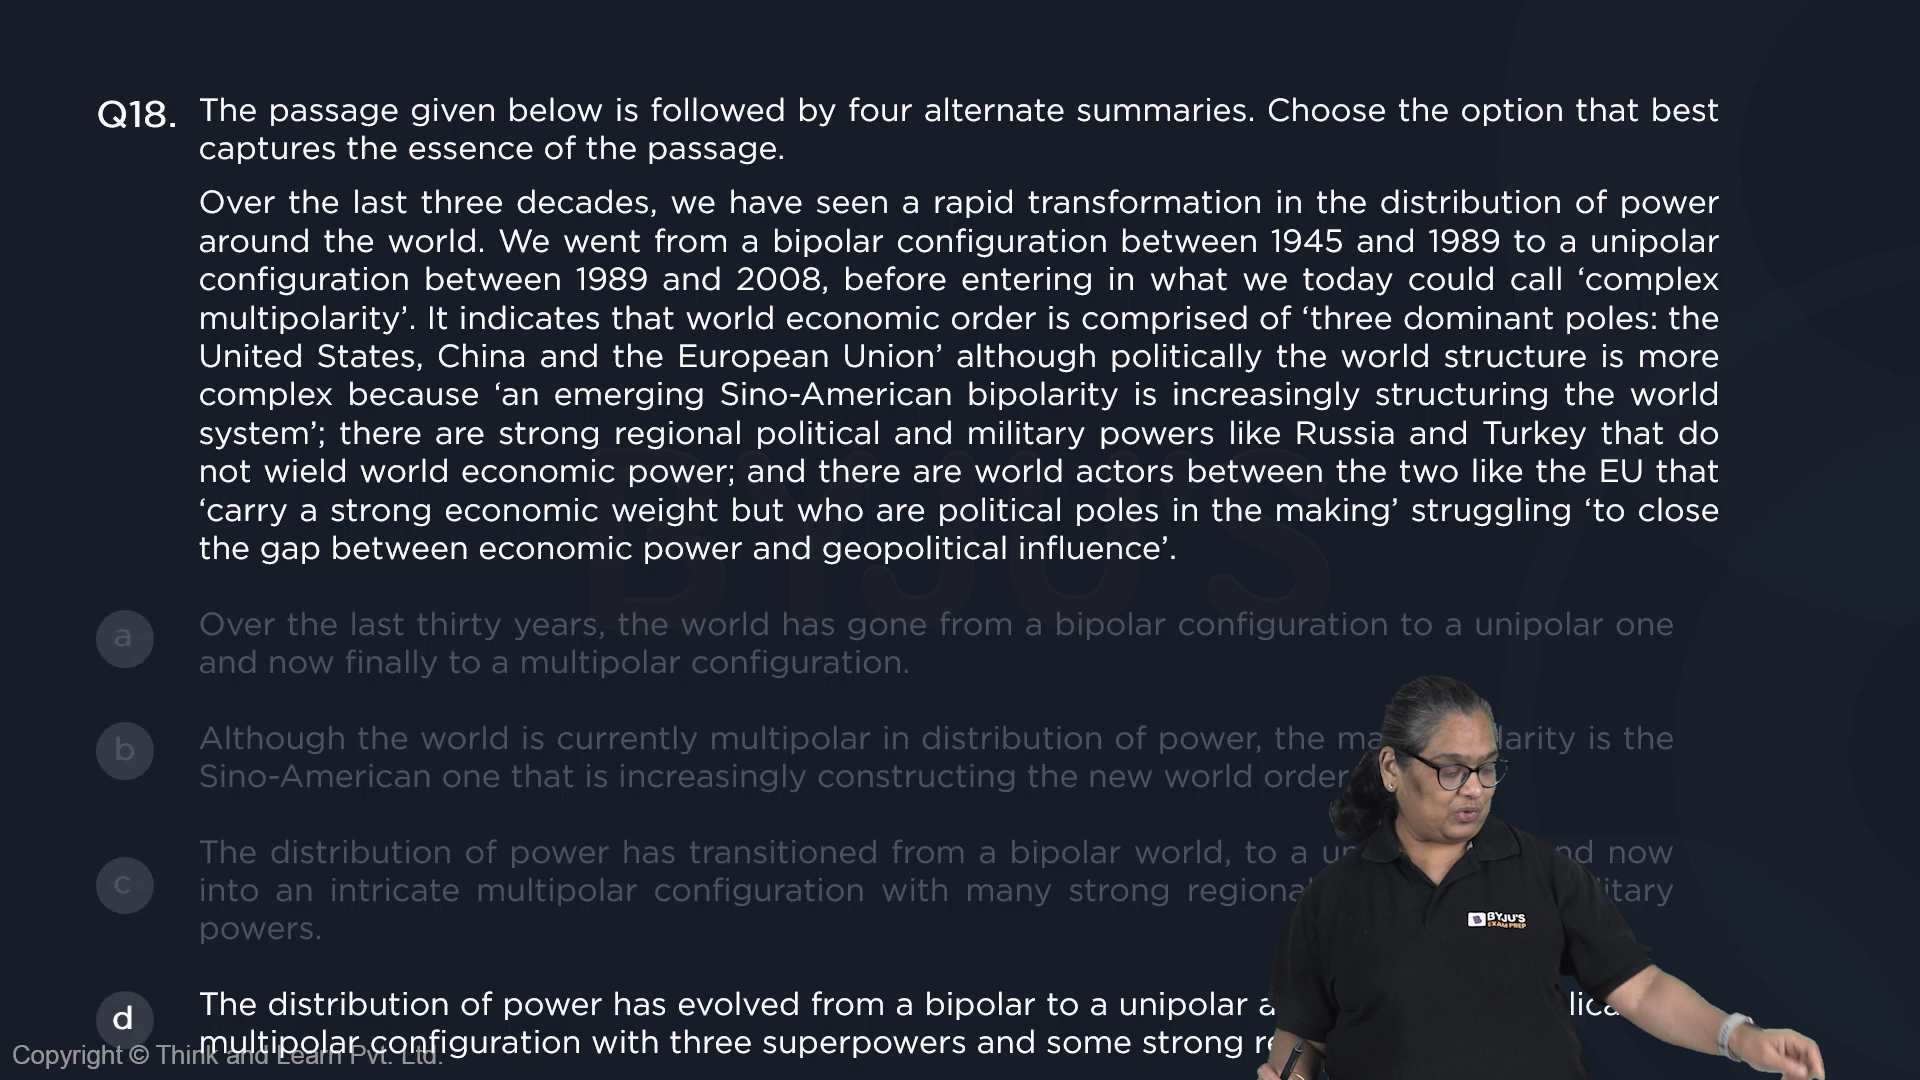 Q18. The passage given below is followed by four alternate summaries. Choose the option that best
captures the essence of the passage.
Over the last three decades, we have seen a rapid transformation in the distribution of power
around the world. We went from a bipolar configuration between 1945 and 1989 to a unipolar
configuration between 1989 and 2008, before entering in what we today could call ‘complex
multipolarity’. It indicates that world economic order is comprised of ‘three dominant poles: the
United States, China and the European Union’ although politically the world structure is more
complex because ‘an emerging Sino-American bipolarity is increasingly structuring the world
system’; there are strong regional political and military powers like Russia and Turkey that do
not wield world economic power; and there are world actors between the two like the EU that
‘carry a strong economic weight but who are political poles in the making’ struggling ‘to close
the gap between economic power and geopolitical influence’.
a Over the last thirty years, the world has gone from a bipolar configuration to a unipolar one
and now finally to a multipolar configuration.
b Although the world is currently multipolar in distribution of power, the is the
Sino-American one that is increasingly constructing the new world order
c The distribution of power has transitioned from a bipolar world, to a now
into an intricate multipolar configuration with many strong regional
powers.
d The distribution of power has evolved from a bipolar to a unipolar
multipolar configuration with three superpowers and some strong
Copyright © Think and Learn Pvt. Ltd.
BYJU'S
BYJU'S
EXAM PREP